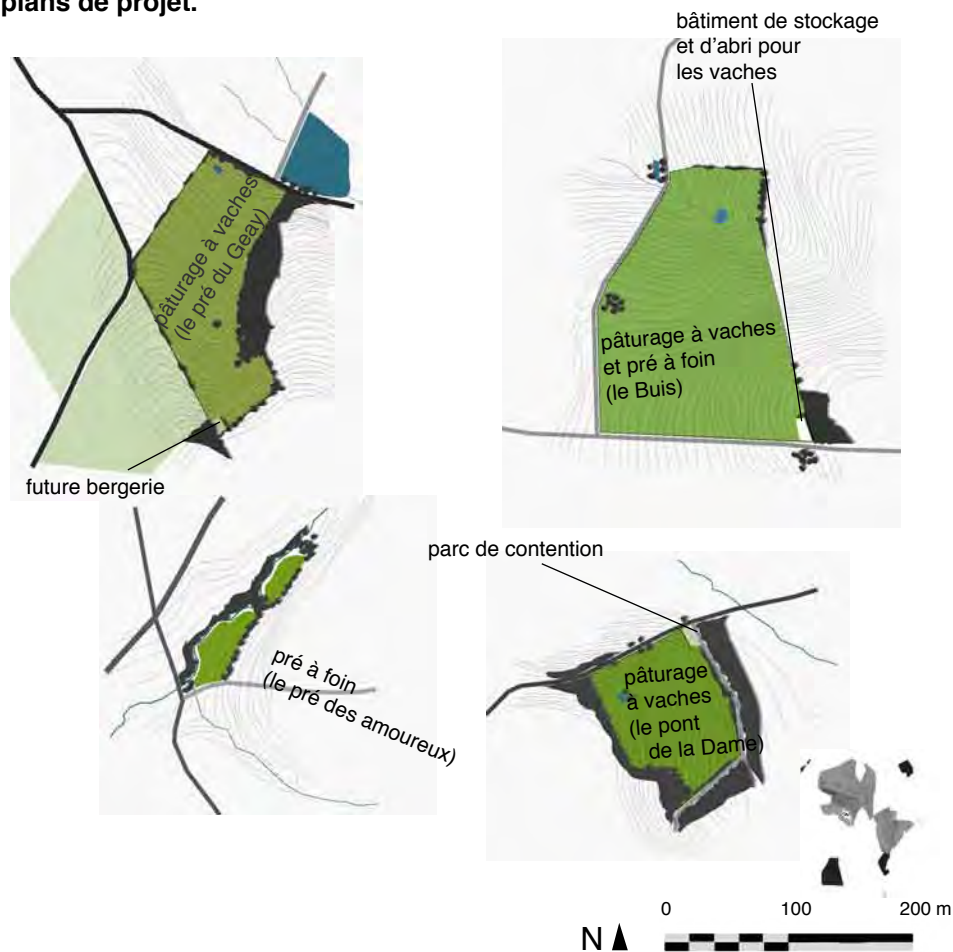 plans de projet.
bâtiment de stockage
et d'abri pour
les vaches
pâturage à vaches
(le pré du Geay)
future bergerie
pâturage à vaches
et pré à foin
(le Buis)
parc de contention
pré à foin
(le pré des amoureux)
pâturage
à vaches
(le pont
de la Dame)
0 100 200 m
N